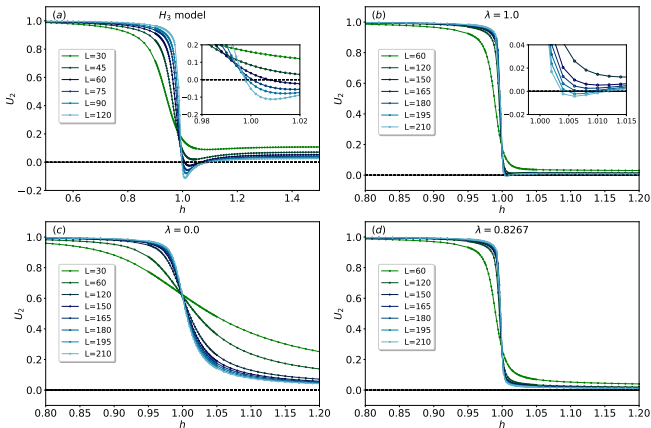 (a) H3 model
1.0
0.8
0.6
0.4
0.2
0.0
−0.2
U2
L=30
L=45
L=60
L=75
L=90
L=120
0.2
0.1
0.0
−0.1
−0.2
0.98 1.00 1.02
0.6 0.8 1.0 1.2 1.4
h
(b) λ = 1.0
1.0
0.8
0.6
0.4
0.2
0.0
U2
L=60
L=120
L=150
L=165
L=180
L=195
L=210
0.04
0.02
0.00
−0.02
1.000 1.005 1.010 1.015
0.80 0.85 0.90 0.95 1.00 1.05 1.10 1.15 1.20
h
(c) λ = 0.0
1.0
0.8
0.6
0.4
0.2
0.0
U2
L=30
L=60
L=120
L=150
L=165
L=180
L=195
L=210
0.80 0.85 0.90 0.95 1.00 1.05 1.10 1.15 1.20
h
(d) λ = 0.8267
1.0
0.8
0.6
0.4
0.2
0.0
U2
L=60
L=120
L=150
L=165
L=180
L=195
L=210
0.80 0.85 0.90 0.95 1.00 1.05 1.10 1.15 1.20
h